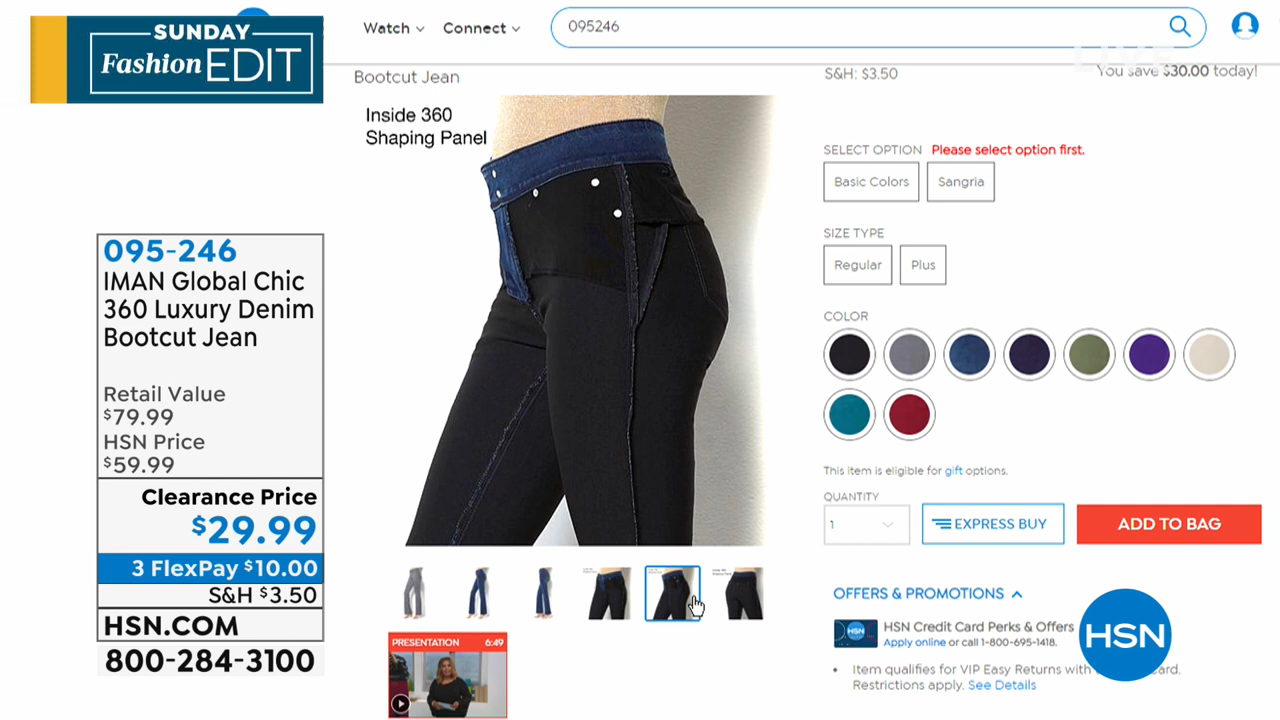 SUNDAY
Fashion EDIT
Watch
Connect
095246
LIVE
Bootcut Jean
S&H: $3.50
You save $30.00 today!
Inside 360
Shaping Panel
SELECT OPTION Please select option first.
Basic Colors
Sangria
SIZE TYPE
Regular
Plus
COLOR
This item is eligible for gift options.
QUANTITY
1
EXPRESS BUY
ADD TO BAG
OFFERS & PROMOTIONS
HSN
HSN Credit Card Perks & Offers
Apply online or call 1-800-695-1418.
Item qualifies for VIP Easy Returns with
card.
Restrictions apply. See Details
HSN
PRESENTATION 6:49
095-246
IMAN Global Chic
360 Luxury Denim
Bootcut Jean
Retail Value
$79.99
HSN Price
$59.99
Clearance Price
$29.99
3 FlexPay $10.00
S&H $3.50
HSN.COM
800-284-3100